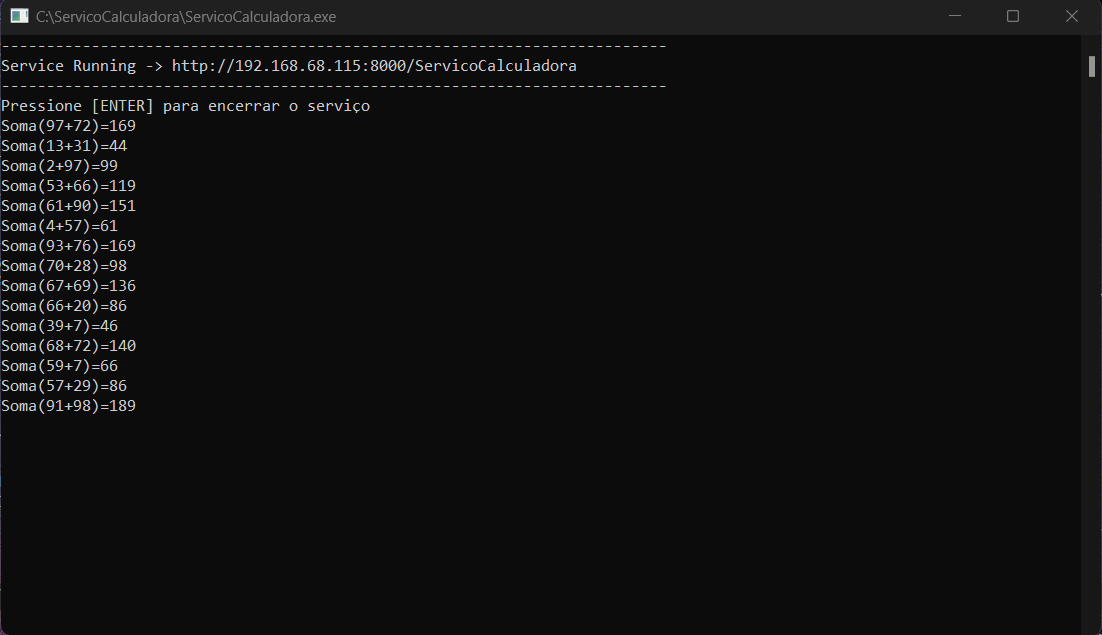 C:\ServicoCalculadora\ServicoCalculadora.exe
--------------------------------------------------------------------------
Service Running -> http://192.168.68.115:8000/ServicoCalculadora
--------------------------------------------------------------------------
Pressione [ENTER] para encerrar o serviço
Soma(97+72)=169
Soma(13+31)=44
Soma(2+97)=99
Soma(53+66)=119
Soma(61+90)=151
Soma(4+57)=61
Soma(93+76)=169
Soma(70+28)=98
Soma(67+69)=136
Soma(66+20)=86
Soma(39+7)=46
Soma(68+72)=140
Soma(59+7)=66
Soma(57+29)=86
Soma(91+98)=189